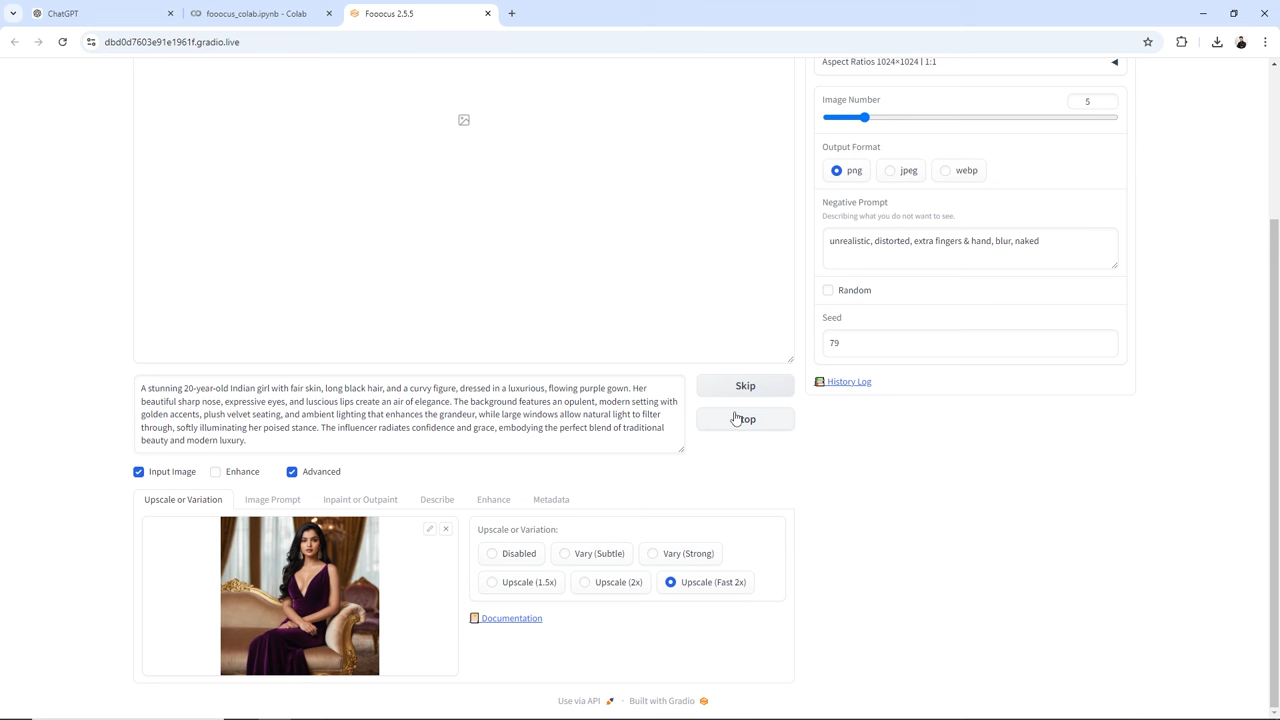 ChatGPT
fooocus_colab.ipynb - Colab
Fooocus 2.5.5
dbd0d7603e91e1961f.gradio.live
Aspect Ratios 1024×1024 | 1:1
Image Number
5
Output Format
png
jpeg
webp
Negative Prompt
Describing what you do not want to see.
unrealistic, distorted, extra fingers & hand, blur, naked
Random
Seed
79
History Log
A stunning 20-year-old Indian girl with fair skin, long black hair, and a curvy figure, dressed in a luxurious, flowing purple gown. Her
beautiful sharp nose, expressive eyes, and luscious lips create an air of elegance. The background features an opulent, modern setting with
golden accents, plush velvet seating, and ambient lighting that enhances the grandeur, while large windows allow natural light to filter
through, softly illuminating her poised stance. The influencer radiates confidence and grace, embodying the perfect blend of traditional
beauty and modern luxury.
Skip
top
Input Image
Enhance
Advanced
Upscale or Variation
Image Prompt
Inpaint or Outpaint
Describe
Enhance
Metadata
Upscale or Variation:
Disabled
Vary (Subtle)
Vary (Strong)
Upscale (1.5x)
Upscale (2x)
Upscale (Fast 2x)
Documentation
Use via API
·
Built with Gradio